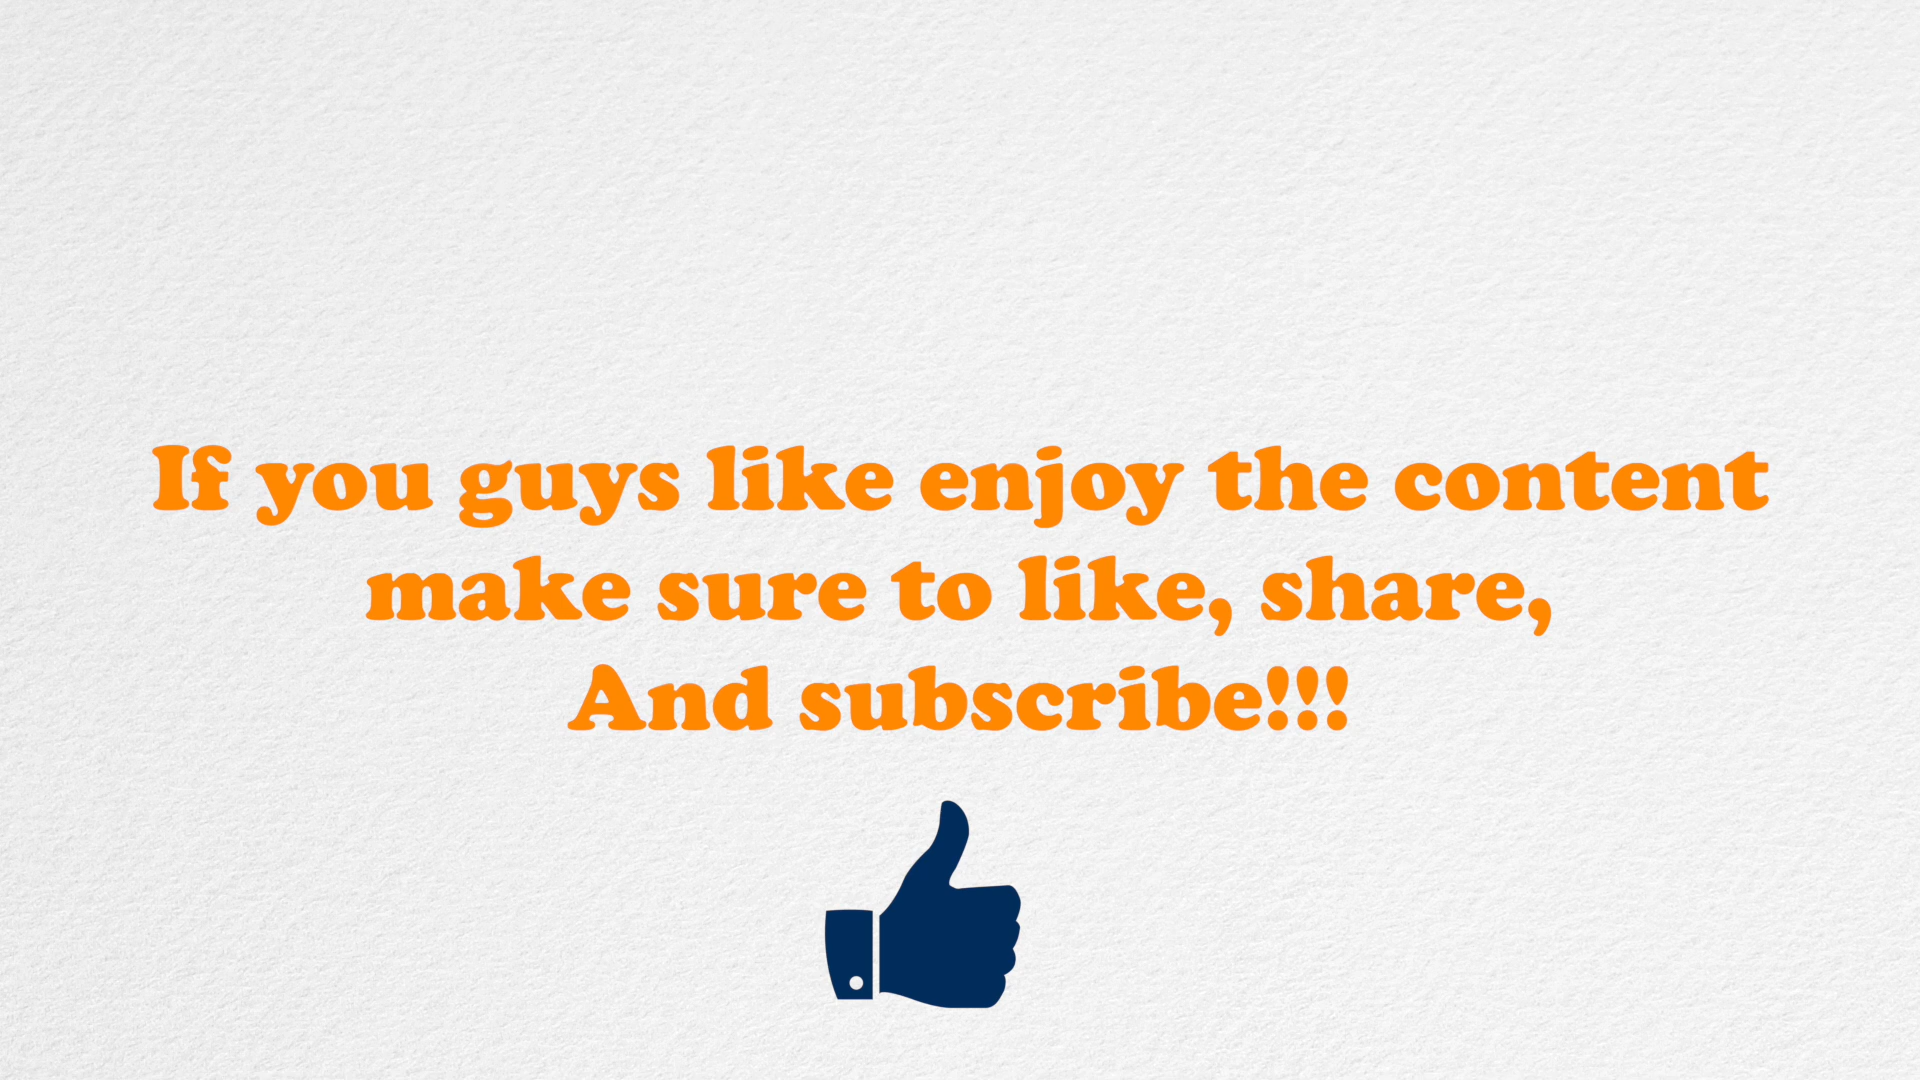 If you guys like enjoy the content
make sure to like, share,
And subscribe!!!